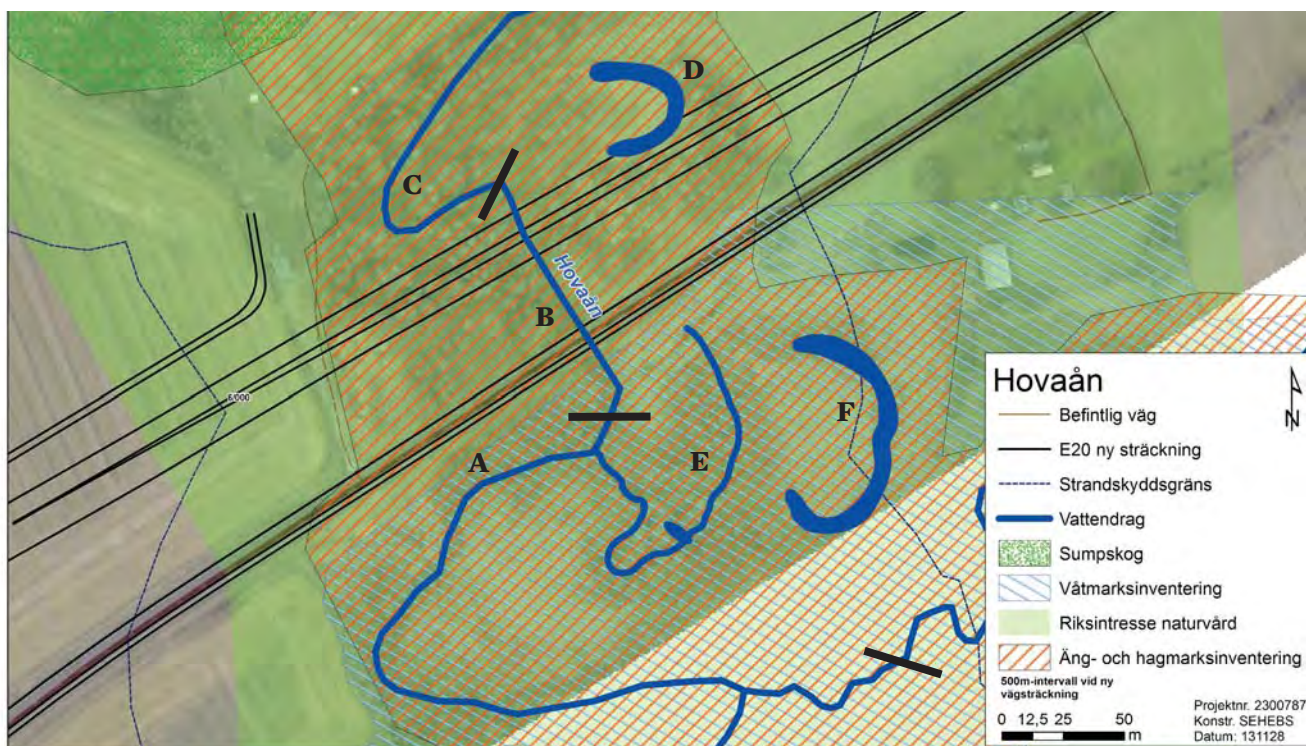 D
C
Hovaån
B
6'000
A
E
F
Hovaån
N
Befintlig väg
E20 ny sträckning
Strandskyddsgräns
Vattendrag
Sumpskog
Våtmarksinventering
Riksintresse naturvård
Äng- och hagmarksinventering
500m-intervall vid ny
vägsträckning
0 12,5 25 50
m
Projektnr. 2300787
Konstr. SEHEBS
Datum: 131128